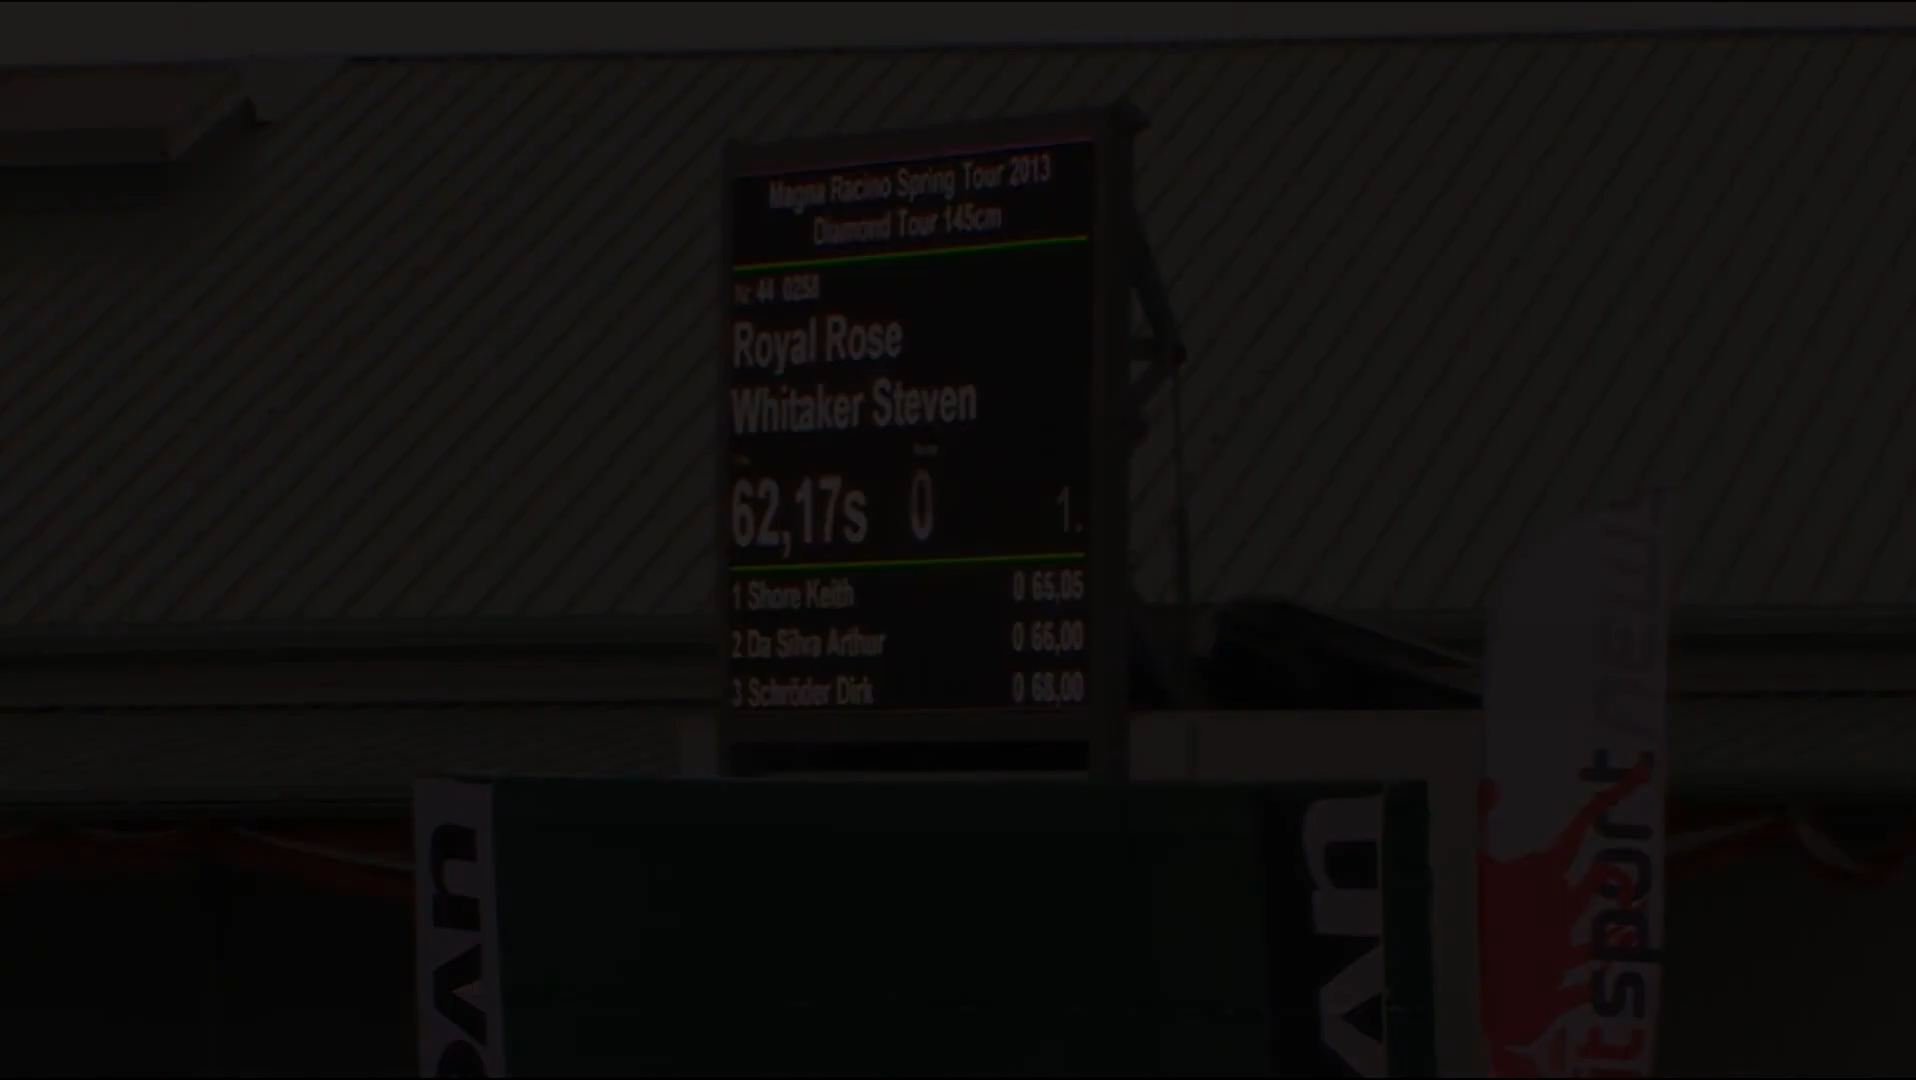 Magna Racino Spring Tour 2013
Diamond Tour 145cm
Nr 44 0258
Royal Rose
Whitaker Steven
62,17s 0 1.
1 Shore Keith 0 65,05
2 Da Silva Arthur 0 66,00
3 Schröder Dirk 0 68,00